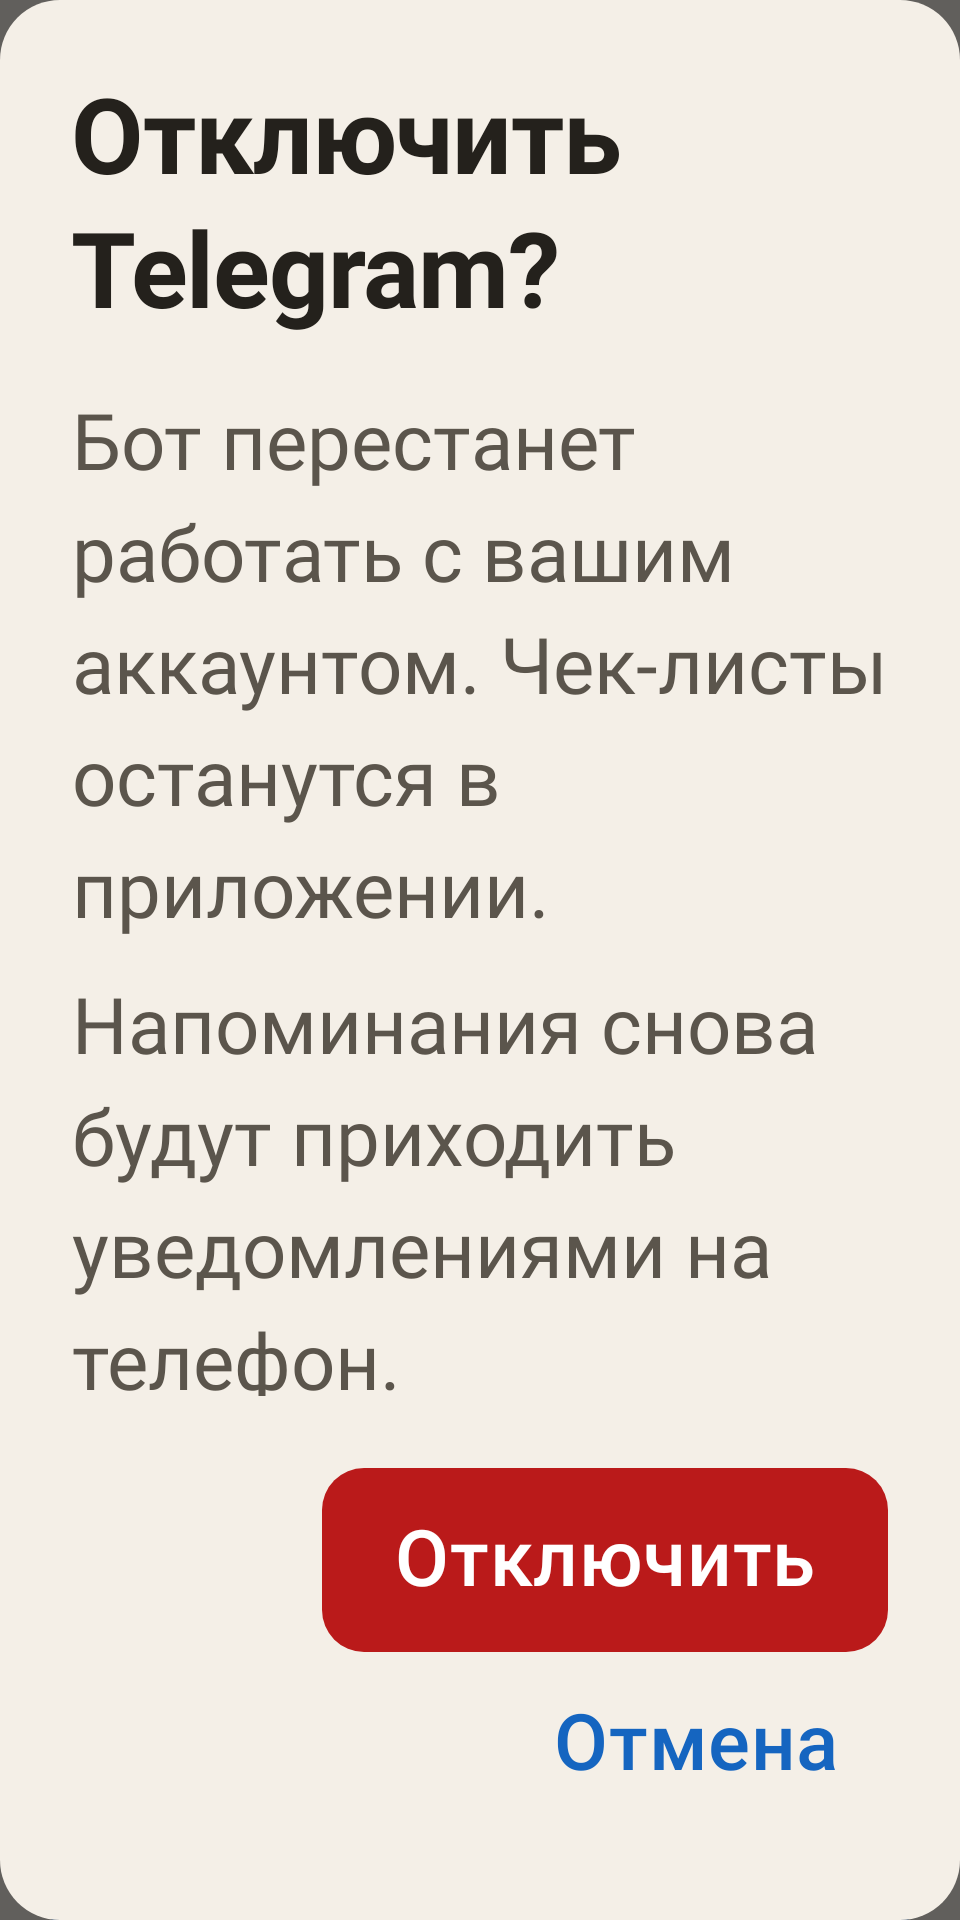 Отключить
Telegram?
Бот перестанет
работать с вашим
аккаунтом. Чек-листы
останутся в
приложении.
Напоминания снова
будут приходить
уведомлениями на
телефон.
Отключить
Отмена